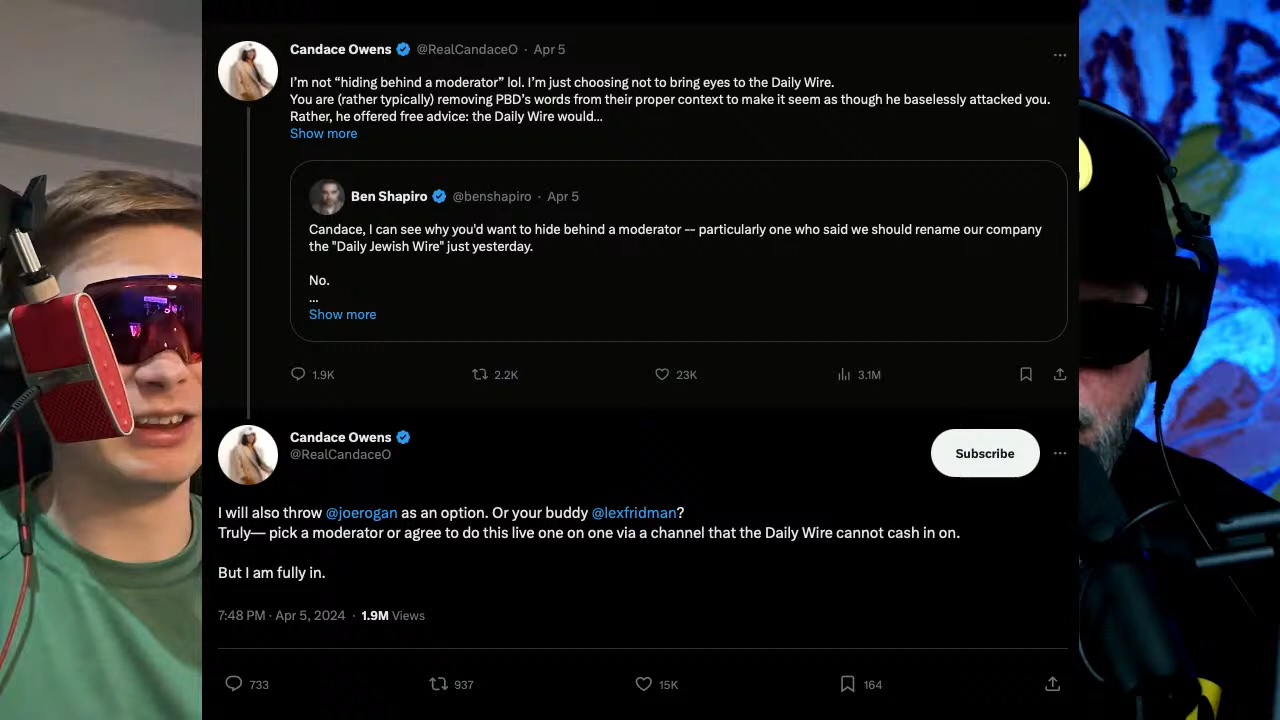 Candace Owens @RealCandaceO · Apr 5
I’m not “hiding behind a moderator” lol. I’m just choosing not to bring eyes to the Daily Wire.
You are (rather typically) removing PBD’s words from their proper context to make it seem as though he baselessly attacked you.
Rather, he offered free advice: the Daily Wire would…
Show more
Ben Shapiro @benshapiro · Apr 5
Candace, I can see why you'd want to hide behind a moderator -- particularly one who said we should rename our company
the "Daily Jewish Wire" just yesterday.
No.
...
Show more
1.9K 2.2K 23K 3.1M
Candace Owens
@RealCandaceO
Subscribe
I will also throw @joerogan as an option. Or your buddy @lexfridman?
Truly— pick a moderator or agree to do this live one on one via a channel that the Daily Wire cannot cash in on.
But I am fully in.
7:48 PM · Apr 5, 2024 · 1.9M Views
733 937 15K 164